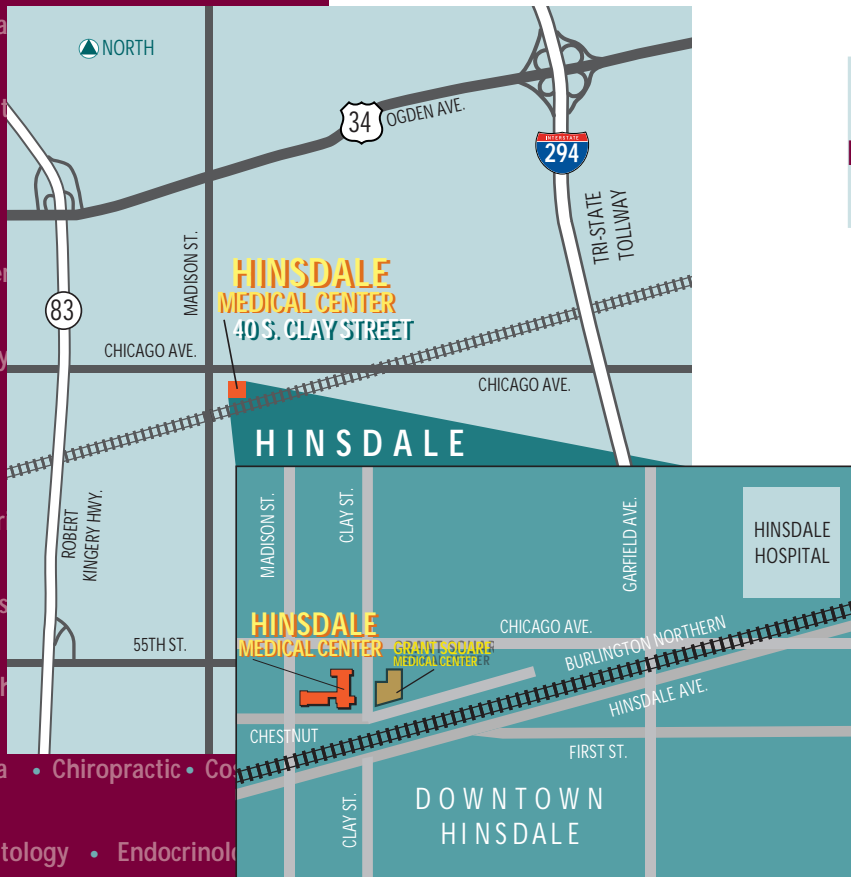 NORTH
34
OGDEN AVE.
INTERSTATE
294
TRI-STATE
TOLLWAY
MADISON ST.
HINSDALE
MEDICAL CENTER
40 S. CLAY STREET
83
CHICAGO AVE.
CHICAGO AVE.
HINSDALE
ROBERT
KINGERY HWY.
55TH ST.
MADISON ST.
CLAY ST.
GARFIELD AVE.
HINSDALE
HOSPITAL
HINSDALE
MEDICAL CENTER
GRANT SQUARE
MEDICAL CENTER
CHICAGO AVE.
BURLINGTON NORTHERN
HINSDALE AVE.
CHESTNUT
FIRST ST.
CLAY ST.
DOWNTOWN
HINSDALE
• Chiropractic •
•